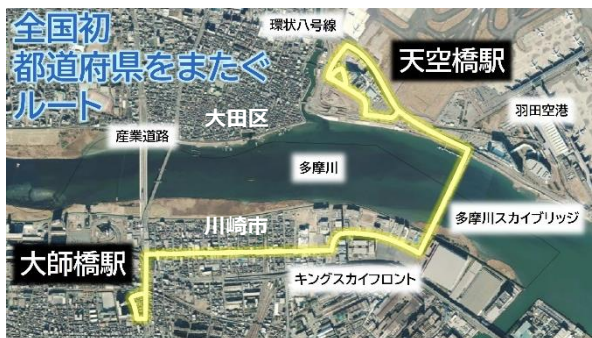 全国初
都道府県をまたぐ
ルート
環状八号線
天空橋駅
羽田空港
大田区
産業道路
多摩川
多摩川スカイブリッジ
川崎市
大師橋駅
キングスカイフロント